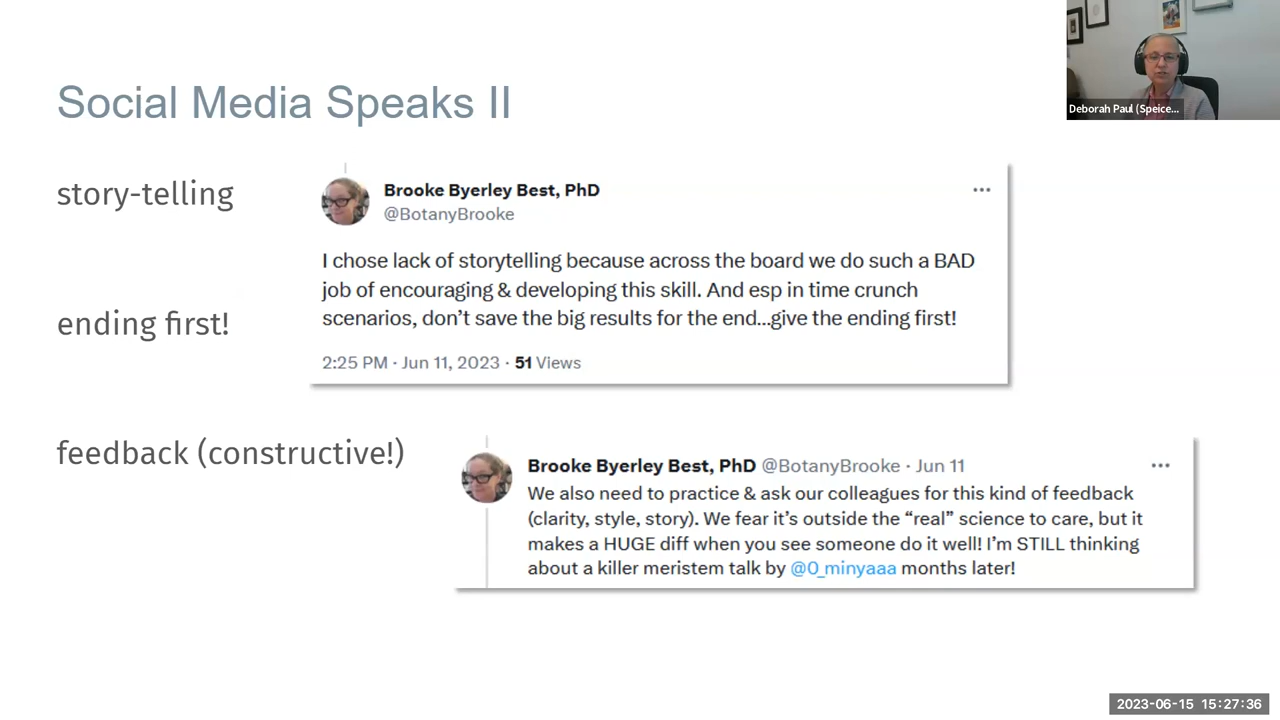 Social Media Speaks II
Deborah Paul (Speice...
story-telling
Brooke Byerley Best, PhD
@BotanyBrooke
I chose lack of storytelling because across the board we do such a BAD
job of encouraging & developing this skill. And esp in time crunch
scenarios, don’t save the big results for the end...give the ending first!
2:25 PM · Jun 11, 2023 · 51 Views
ending first!
feedback (constructive!)
Brooke Byerley Best, PhD @BotanyBrooke · Jun 11
We also need to practice & ask our colleagues for this kind of feedback
(clarity, style, story). We fear it’s outside the “real” science to care, but it
makes a HUGE diff when you see someone do it well! I’m STILL thinking
about a killer meristem talk by @0_minyaaa months later!
2023-06-15 15:27:36